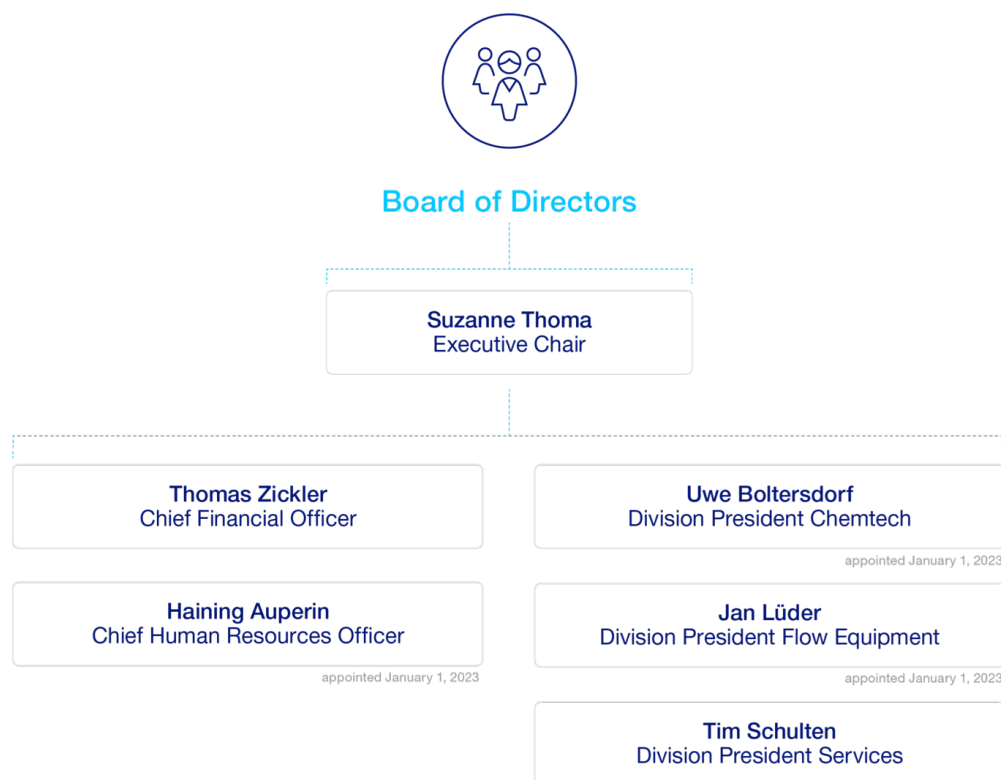 Board of Directors
Suzanne Thoma
Executive Chair
Thomas Zickler
Chief Financial Officer
Haining Auperin
Chief Human Resources Officer
appointed January 1, 2023
Uwe Boltersdorf
Division President Chemtech
appointed January 1, 2023
Jan Lüder
Division President Flow Equipment
appointed January 1, 2023
Tim Schulten
Division President Services